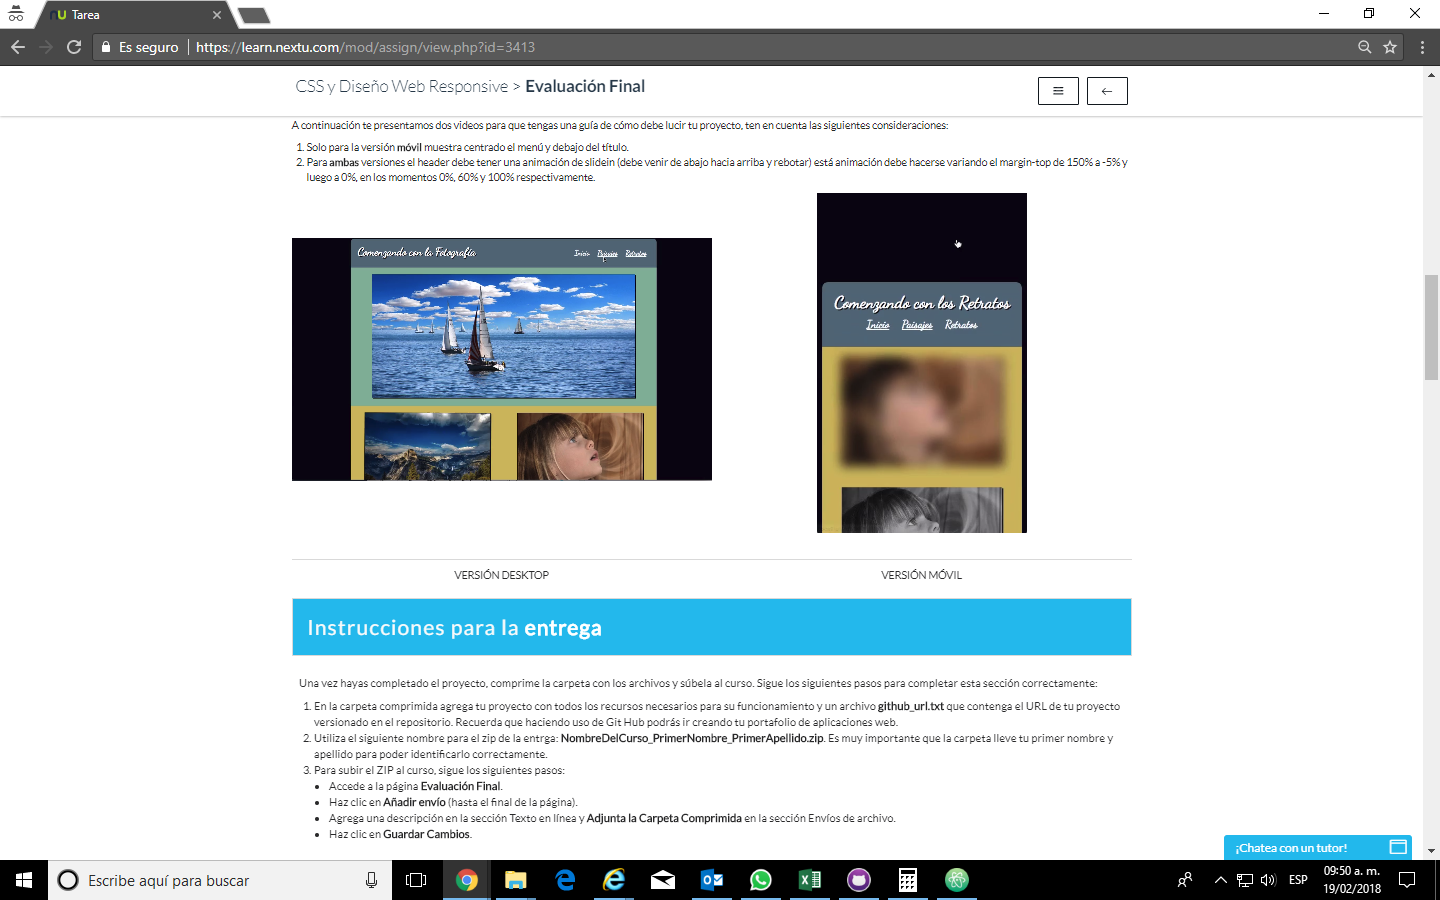 Tarea
Es seguro
https://learn.nextu.com/mod/assign/view.php?id=3413
CSS y Diseño Web Responsive > Evaluación Final
A continuación te presentamos dos videos para que tengas una guía de cómo debe lucir tu proyecto, ten en cuenta las siguientes consideraciones:
1. Solo para la versión móvil muestra centrado el menú y debajo del título.
2. Para ambas versiones el header debe tener una animación de slidein (debe venir de abajo hacia arriba y rebotar) está animación debe hacerse variando el margin-top de 150% a -5% y
luego a 0%, en los momentos 0%, 60% y 100% respectivamente.
Comenzando con la Fotografía
Inicio Paisajes Retratos
Comenzando con los Retratos
Inicio Paisajes Retratos
VERSIÓN DESKTOP
VERSIÓN MÓVIL
Instrucciones para la entrega
Una vez hayas completado el proyecto, comprime la carpeta con los archivos y súbela al curso. Sigue los siguientes pasos para completar esta sección correctamente:
1. En la carpeta comprimida agrega tu proyecto con todos los recursos necesarios para su funcionamiento y un archivo github_url.txt que contenga el URL de tu proyecto
versionado en el repositorio. Recuerda que haciendo uso de Git Hub podrás ir creando tu portafolio de aplicaciones web.
2. Utiliza el siguiente nombre para el zip de la entrga: NombreDelCurso_PrimerNombre_PrimerApellido.zip. Es muy importante que la carpeta lleve tu primer nombre y
apellido para poder identificarlo correctamente.
3. Para subir el ZIP al curso, sigue los siguientes pasos:
• Accede a la página Evaluación Final.
• Haz clic en Añadir envío (hasta el final de la página).
• Agrega una descripción en la sección Texto en línea y Adjunta la Carpeta Comprimida en la sección Envíos de archivo.
• Haz clic en Guardar Cambios.
¡Chatea con un tutor!
Escribe aquí para buscar
ESP
09:50 a. m.
19/02/2018